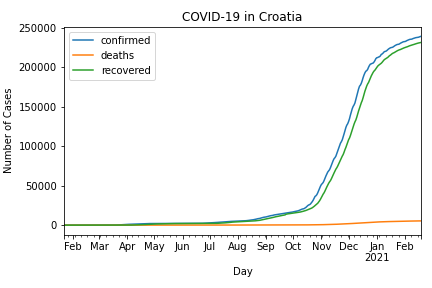 COVID-19 in Croatia
250000
200000
150000
100000
50000
0
Number of Cases
confirmed
deaths
recovered
Feb Mar Apr May Jun Jul Aug Sep Oct Nov Dec Jan Feb
2021
Day